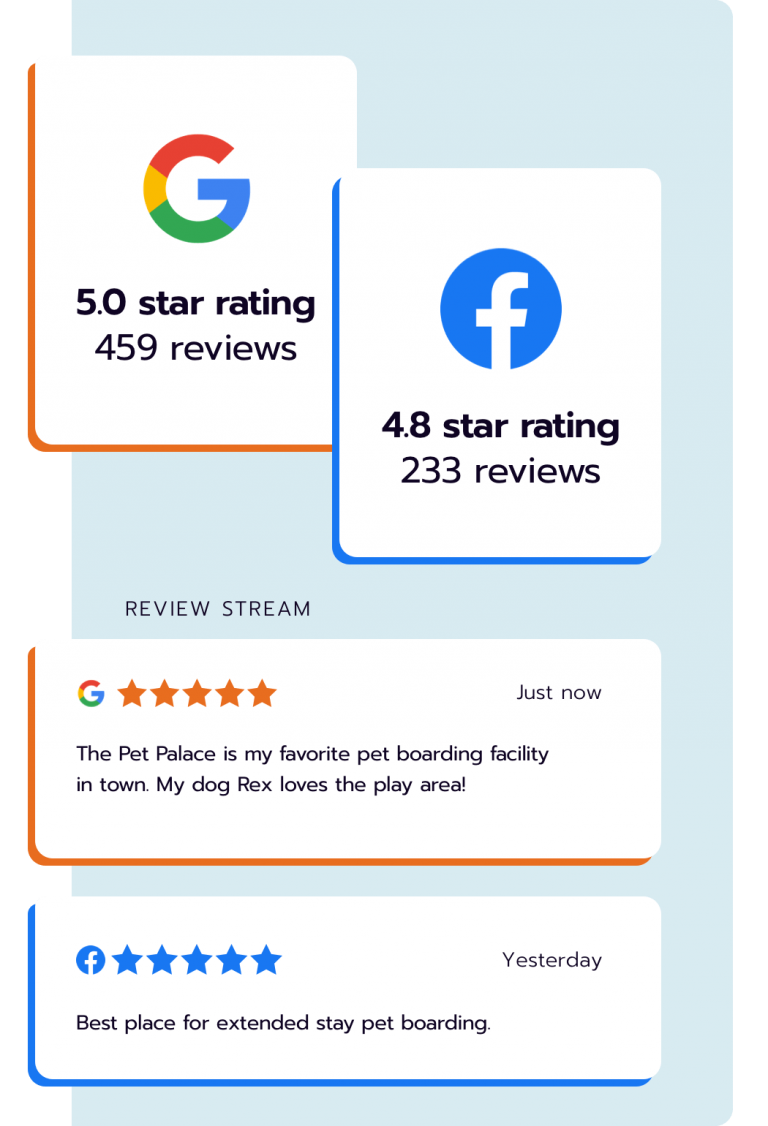 5.0 star rating
459 reviews
4.8 star rating
233 reviews
REVIEW STREAM
Just now
The Pet Palace is my favorite pet boarding facility
in town. My dog Rex loves the play area!
Yesterday
Best place for extended stay pet boarding.